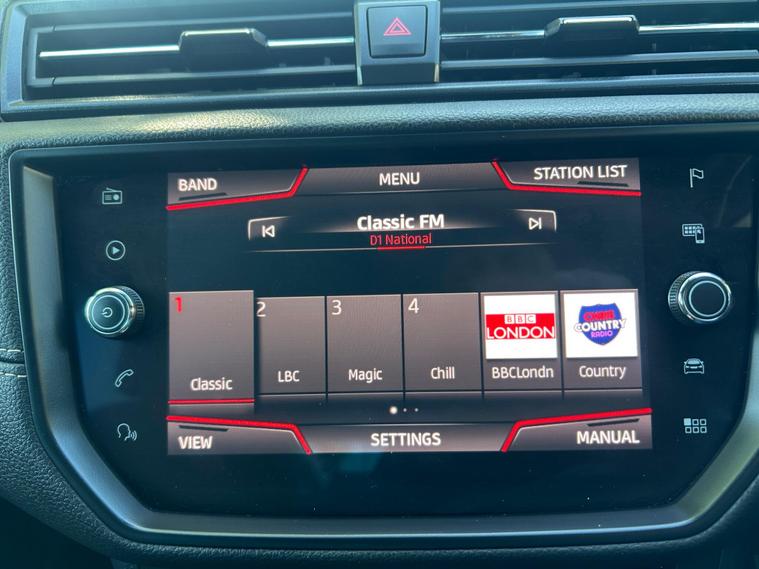 BAND
MENU
STATION LIST
Classic FM
D1 National
1
2
3
4
BBC
LONDON
COUNTRY
RADIO
Classic
LBC
Magic
Chill
BBCLondn
Country
VIEW
SETTINGS
MANUAL